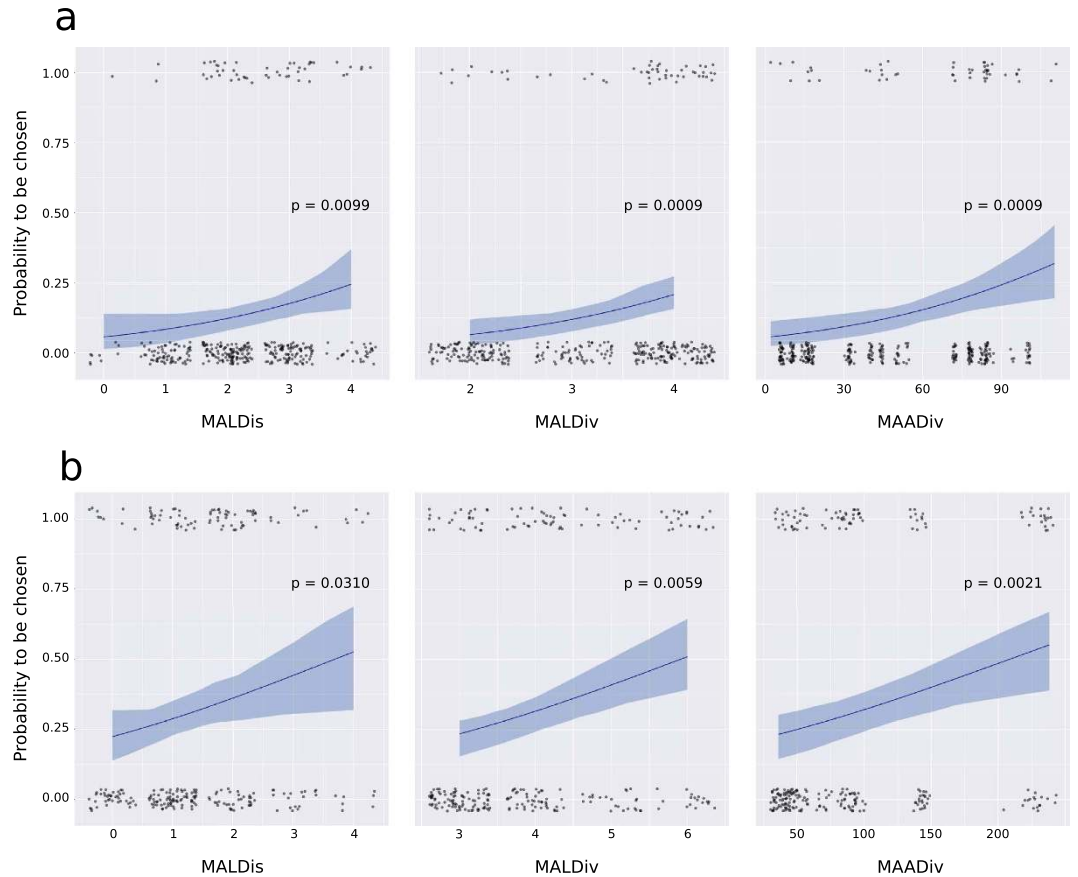 a
Probability to be chosen
1.00
0.75
0.50
0.25
0.00
p = 0.0099
0 1 2 3 4
MALDis
p = 0.0009
2 3 4
MALDiv
p = 0.0009
0 30 60 90
MAADiv
b
Probability to be chosen
1.00
0.75
0.50
0.25
0.00
p = 0.0310
0 1 2 3 4
MALDis
p = 0.0059
3 4 5 6
MALDiv
p = 0.0021
50 100 150 200
MAADiv